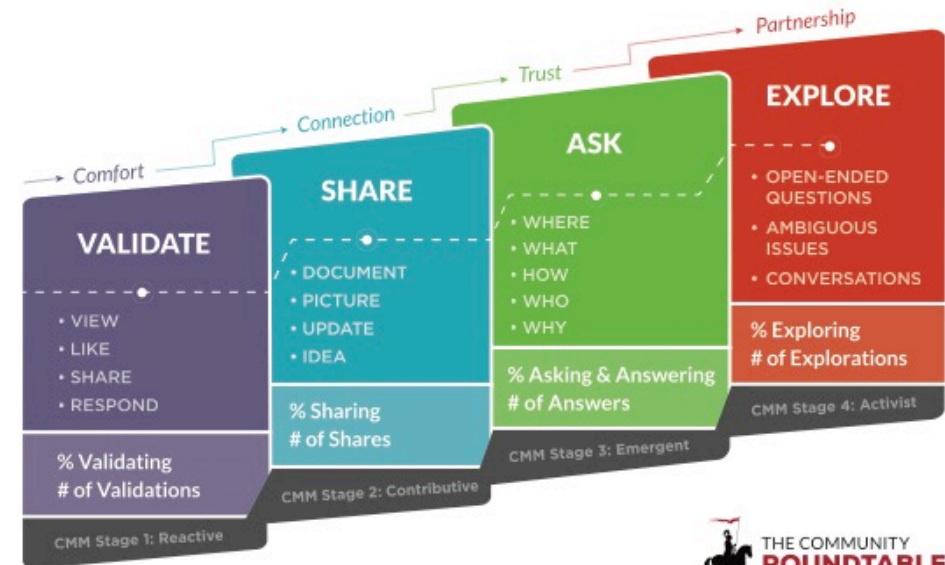 Comfort
Connection
Trust
Partnership
VALIDATE
• VIEW
• LIKE
• SHARE
• RESPOND
% Validating
# of Validations
CMM Stage 1: Reactive
SHARE
• DOCUMENT
• PICTURE
• UPDATE
• IDEA
% Sharing
# of Shares
CMM Stage 2: Contributive
ASK
• WHERE
• WHAT
• HOW
• WHO
• WHY
% Asking & Answering
# of Answers
CMM Stage 3: Emergent
EXPLORE
• OPEN-ENDED
QUESTIONS
• AMBIGUOUS
ISSUES
• CONVERSATIONS
% Exploring
# of Explorations
CMM Stage 4: Activist
THE COMMUNITY
ROUNDTABLE